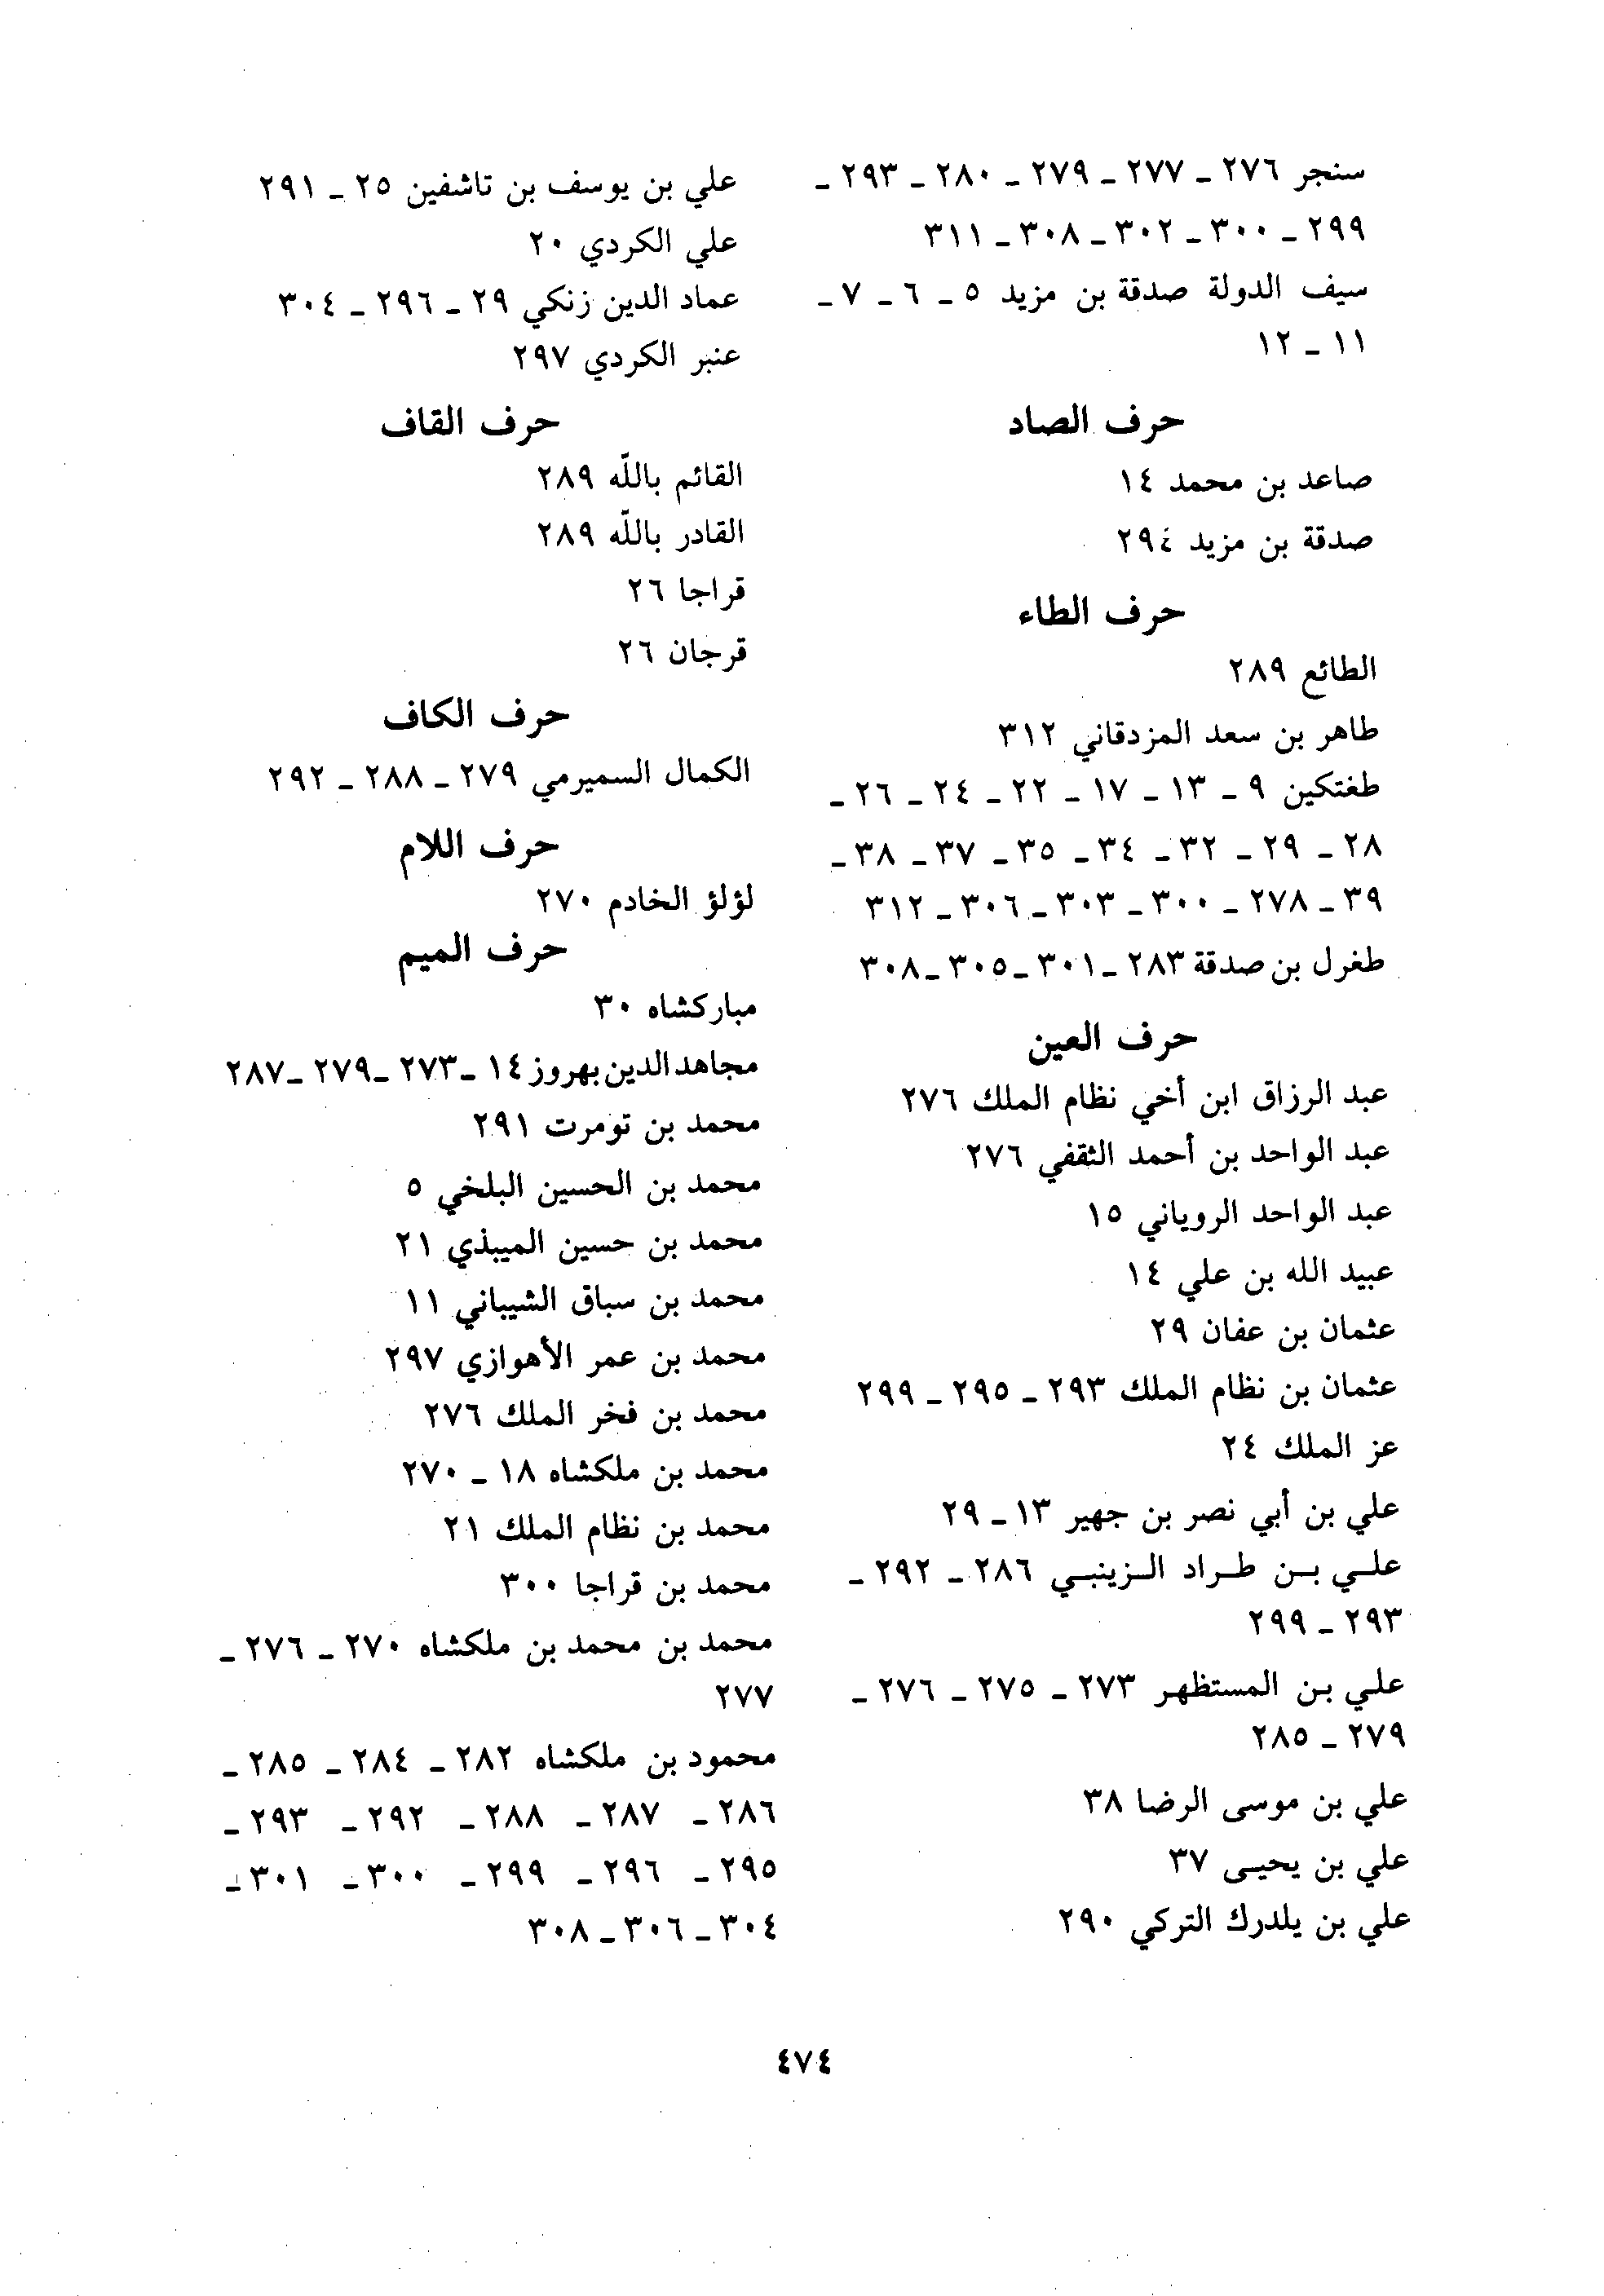 سنجر ٢٧٦ ـ ٢٧٧ ـ ٢٧٩ ـ ٢٨٠ ـ ٢٩٣ ـ
٢٩٩ ـ ٣٠٠ ـ ٣٠٢ ـ ٣٠٨ ـ ٣١١
سيف الدولة صدقة بن مزيد ٥ ـ ٦ ـ ٧ ـ
١١ ـ ١٢
حرف الصاد
صاعد بن محمد ١٤
صدقة بن مزيد ٢٩٤
حرف الطاء
الطائع ٢٨٩
طاهر بن سعد المزدقاني ٣١٢
طغتكين ٩ ـ ١٣ ـ ١٧ ـ ٢٢ ـ ٢٤ ـ ٢٦ ـ
٢٨ ـ ٢٩ ـ ٣٢ ـ ٣٤ ـ ٣٥ ـ ٣٧ ـ ٣٨ ـ
٣٩ ـ ٢٧٨ ـ ٣٠٠ ـ ٣٠٣ ـ ٣٠٦ ـ ٣١٢
طغرل بن صدقة ٢٨٣ ـ ٣٠١ ـ ٣٠٥ ـ ٣٠٨
حرف العين
عبد الرزاق ابن أخي نظام الملك ٢٧٦
عبد الواحد بن أحمد الثقفي ٢٧٦
عبد الواحد الروياني ١٥
عبيد الله بن علي ١٤
عثمان بن عفان ٢٩
عثمان بن نظام الملك ٢٩٣ ـ ٢٩٥ ـ ٢٩٩
عز الملك ٢٤
علي بن أبي نصر بن جهير ١٣ ـ ٢٩
علـي بـن طـراد الـزينبـي ٢٨٦ ـ ٢٩٢ ـ
٢٩٣ ـ ٢٩٩
علي بن المستظهر ٢٧٣ ـ ٢٧٥ ـ ٢٧٦ ـ
٢٧٩ ـ ٢٨٥
علي بن موسى الرضا ٣٨
علي بن يحيى ٣٧
علي بن يلدرك التركي ٢٩٠
علي بن يوسف بن تاشفين ٢٥ ـ ٢٩١
علي الكردي ٢٠
عماد الدين زنكي ٢٩ ـ ٢٩٦ ـ ٣٠٤
عنبر الكردي ٢٩٧
حرف القاف
القائم باللّه ٢٨٩
القادر باللّه ٢٨٩
قراجا ٢٦
قرجان ٢٦
حرف الكاف
الكمال السميرمي ٢٧٩ ـ ٢٨٨ ـ ٢٩٢
حرف اللام
لؤلؤ الخادم ٢٧٠
حرف الميم
مباركشاه ٣٠
مجاهد الدين بهروز ١٤ ـ ٢٧٣ ـ ٢٧٩ ـ ٢٨٧
محمد بن تومرت ٢٩١
محمد بن الحسين البلخي ٥
محمد بن حسين الميبذي ٢١
محمد بن سباق الشيباني ١١
محمد بن عمر الأهوازي ٢٩٧
محمد بن فخر الملك ٢٧٦
محمد بن ملكشاه ١٨ ـ ٢٧٠
محمد بن نظام الملك ٢١
محمد بن قراجا ٣٠٠
محمد بن محمد بن ملكشاه ٢٧٠ ـ ٢٧٦ ـ
٢٧٧
محمود بن ملكشاه ٢٨٢ ـ ٢٨٤ ـ ٢٨٥ ـ
٢٨٦ ـ ٢٨٧ ـ ٢٨٨ ـ ٢٩٢ ـ ٢٩٣ ـ
٢٩٥ ـ ٢٩٦ ـ ٢٩٩ ـ ٣٠٠ ـ ٣٠١ ـ
٣٠٤ ـ ٣٠٦ ـ ٣٠٨
٤٧٤